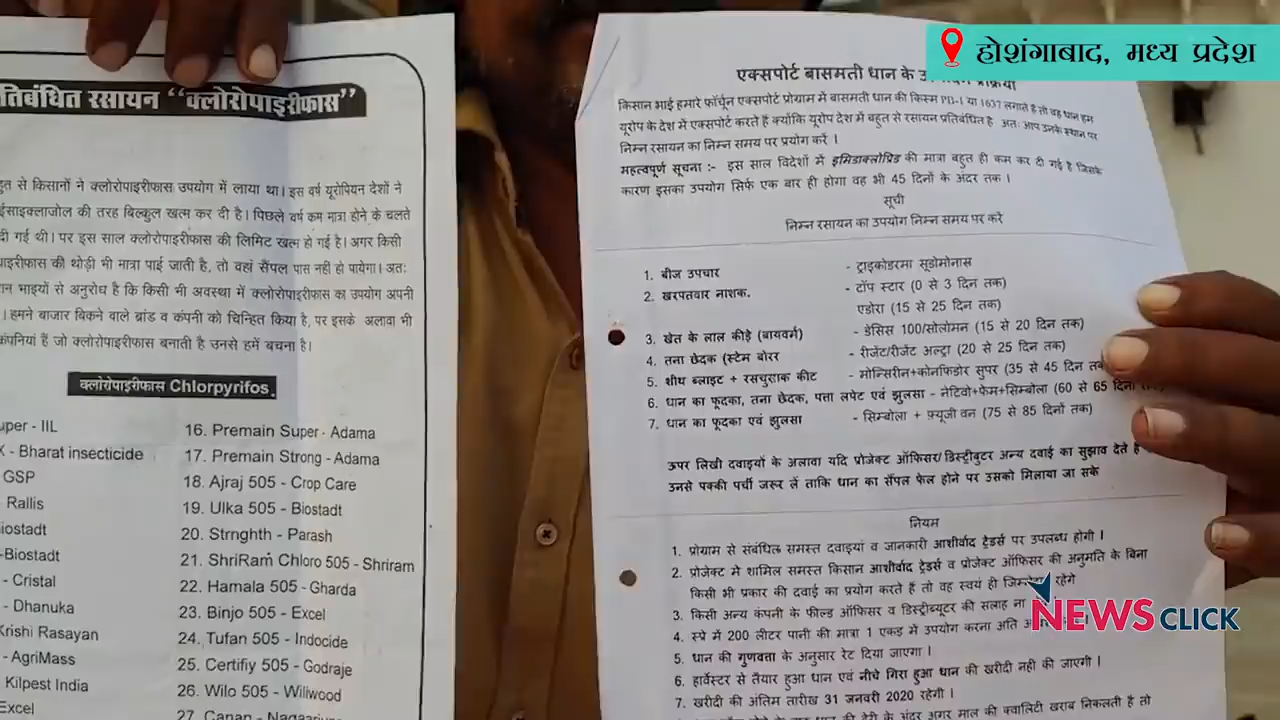 होशंगाबाद, मध्य प्रदेश
तिबंधित रसायन “क्लोरोपाइरीफास”
हुत से किसानों ने क्लोरोपाइरीफास उपयोग में लाया था। इस वर्ष यूरोपियन देशों ने
ईसाइक्लाजोल की तरह बिल्कुल खत्म कर दी है। पिछले वर्ष कम मात्रा होने के चलते
दी गई थी। पर इस साल क्लोरोपाइरीफास की लिमिट खत्म हो गई है। अगर किसी
इरीफास की थोड़ी भी मात्रा पाई जाती है, तो वहां सैंपल पास नहीं हो पायेगा। अतः
न भाइयों से अनुरोध है कि किसी भी अवस्था में क्लोरोपाइरीफास का उपयोग अपनी
। हमने बाजार बिकने वाले ब्रांड व कंपनी को चिन्हित किया है, पर इसके अलावा भी
कंपनियां हैं जो क्लोरोपाइरीफास बनाती है उनसे हमें बचना है।
क्लोरोपाइरीफास Chlorpyrifos.
uper - IIL
X - Bharat insecticide
GSP
Rallis
iostadt
-Biostadt
- Cristal
- Dhanuka
Krishi Rasayan
- AgriMass
Kilpest India
Excel
16. Premain Super - Adama
17. Premain Strong - Adama
18. Ajraj 505 - Crop Care
19. Ulka 505 - Biostadt
20. Strnghth - Parash
21. ShriRam Chloro 505 - Shriram
22. Hamala 505 - Gharda
23. Binjo 505 - Excel
24. Tufan 505 - Indocide
25. Certifiy 505 - Godraje
26. Wilo 505 - Willwood
27. Canan - Nagarjun
एक्सपोर्ट बासमती धान के प्रक्रिया
किसान भाई हमारे फॉर्चून एक्सपोर्ट प्रोग्राम में बासमती धान की किस्म PB-1 या 1637 लगाते है तो वह धान हम
यूरोप के देश में एक्सपोर्ट करते हैं क्योंकि यूरोप देश में बहुत से रसायन प्रतिबंधित है अतः आप उनके स्थान पर
निम्न रसायन का निम्न समय पर प्रयोग करें ।
महत्वपूर्ण सूचना :- इस साल विदेशों में इमिडाक्लोप्रिड की मात्रा बहुत ही कम कर दी गई है जिसके
कारण इसका उपयोग सिर्फ एक बार ही होगा वह भी 45 दिनों के अंदर तक ।
सूची
निम्न रसायन का उपयोग निम्न समय पर करे
1. बीज उपचार - ट्राइकोडरमा सूडोमोनास
2. खरपतवार नाशक. - टॉप स्टार (0 से 3 दिन तक)
एडोरा (15 से 25 दिन तक)
3. खेत के लाल कीड़े (बायवर्म) - डेसिस 100/सोलोमन (15 से 20 दिन तक)
4. तना छेदक (स्टेम बोरर - रीजेंट/रीजेंट अल्ट्रा (20 से 25 दिन तक)
5. शीथ ब्लाइट + रसचुसक कीट - मोन्सिरीन+कोनफिडोर सुपर (35 से 45 दिन तक
6. धान का फूदका, तना छेदक, पत्ता लपेट एवं झुलसा - नेटिवो+फेम+सिम्बोला (60 से 65 दिनों
7. धान का फूदका एवं झुलसा - सिम्बोला + फ़्यूजी वन (75 से 85 दिनों तक)
ऊपर लिखी दवाइयों के अलावा यदि प्रोजेक्ट ऑफिसर/डिस्ट्रीबुटर अन्य दवाई का सुझाव देते है
उनसे पक्की पर्ची जरूर लें ताकि धान का सैंपल फेल होने पर उसको मिलाया जा सके
नियम
1. प्रोग्राम से संबंधित समस्त दवाइयां व जानकारी आशीर्वाद ट्रेडर्स पर उपलब्ध होगी ।
2. प्रोजेक्ट मे शामिल समस्त किसान आशीर्वाद ट्रेडर्स व प्रोजेक्ट ऑफिसर की अनुमति के बिना
किसी भी प्रकार की दवाई का प्रयोग करते हैं तो वह स्वयं ही रहेगे
3. किसी अन्य कंपनी के फील्ड ऑफिसर व डिस्ट्रीब्यूटर की सलाह
4. स्प्रे में 200 लीटर पानी की मात्रा 1 एकड में उपयोग करना अति
5. धान की गुणवता के अनुसार रेट दिया जाएगा ।
6. हार्वेस्टर से तैयार हुआ धान एवं नीचे गिरा हुआ धान की खरीदी नही की जाएगी ।
7. खरीदी की अंतिम तारीख 31 जनवरी 2020 रहेगी ।
के अंदर अगर माल की क्वालिटी खराब निकलती है तो
NEWSCLICK